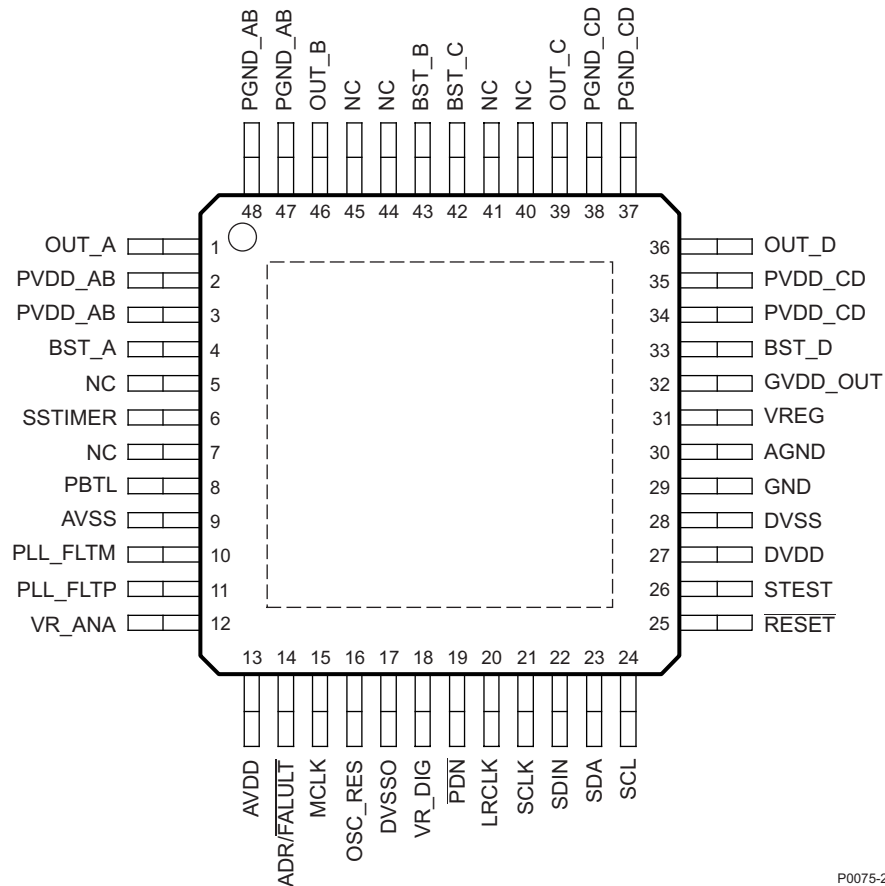 PGND_AB
PGND_AB
OUT_B
NC
NC
BST_B
BST_C
NC
NC
OUT_C
PGND_CD
PGND_CD
48 47 46 45 44 43 42 41 40 39 38 37
OUT_A 1 36 OUT_D
PVDD_AB 2 35 PVDD_CD
PVDD_AB 3 34 PVDD_CD
BST_A 4 33 BST_D
NC 5 32 GVDD_OUT
SSTIMER 6 31 VREG
NC 7 30 AGND
PBTL 8 29 GND
AVSS 9 28 DVSS
PLL_FLTM 10 27 DVDD
PLL_FLTP 11 26 STEST
VR_ANA 12 25 RESET
13 14 15 16 17 18 19 20 21 22 23 24
AVDD
ADR/FALULT
MCLK
OSC_RES
DVSSO
VR_DIG
PDN
LRCLK
SCLK
SDIN
SDA
SCL
P0075-2